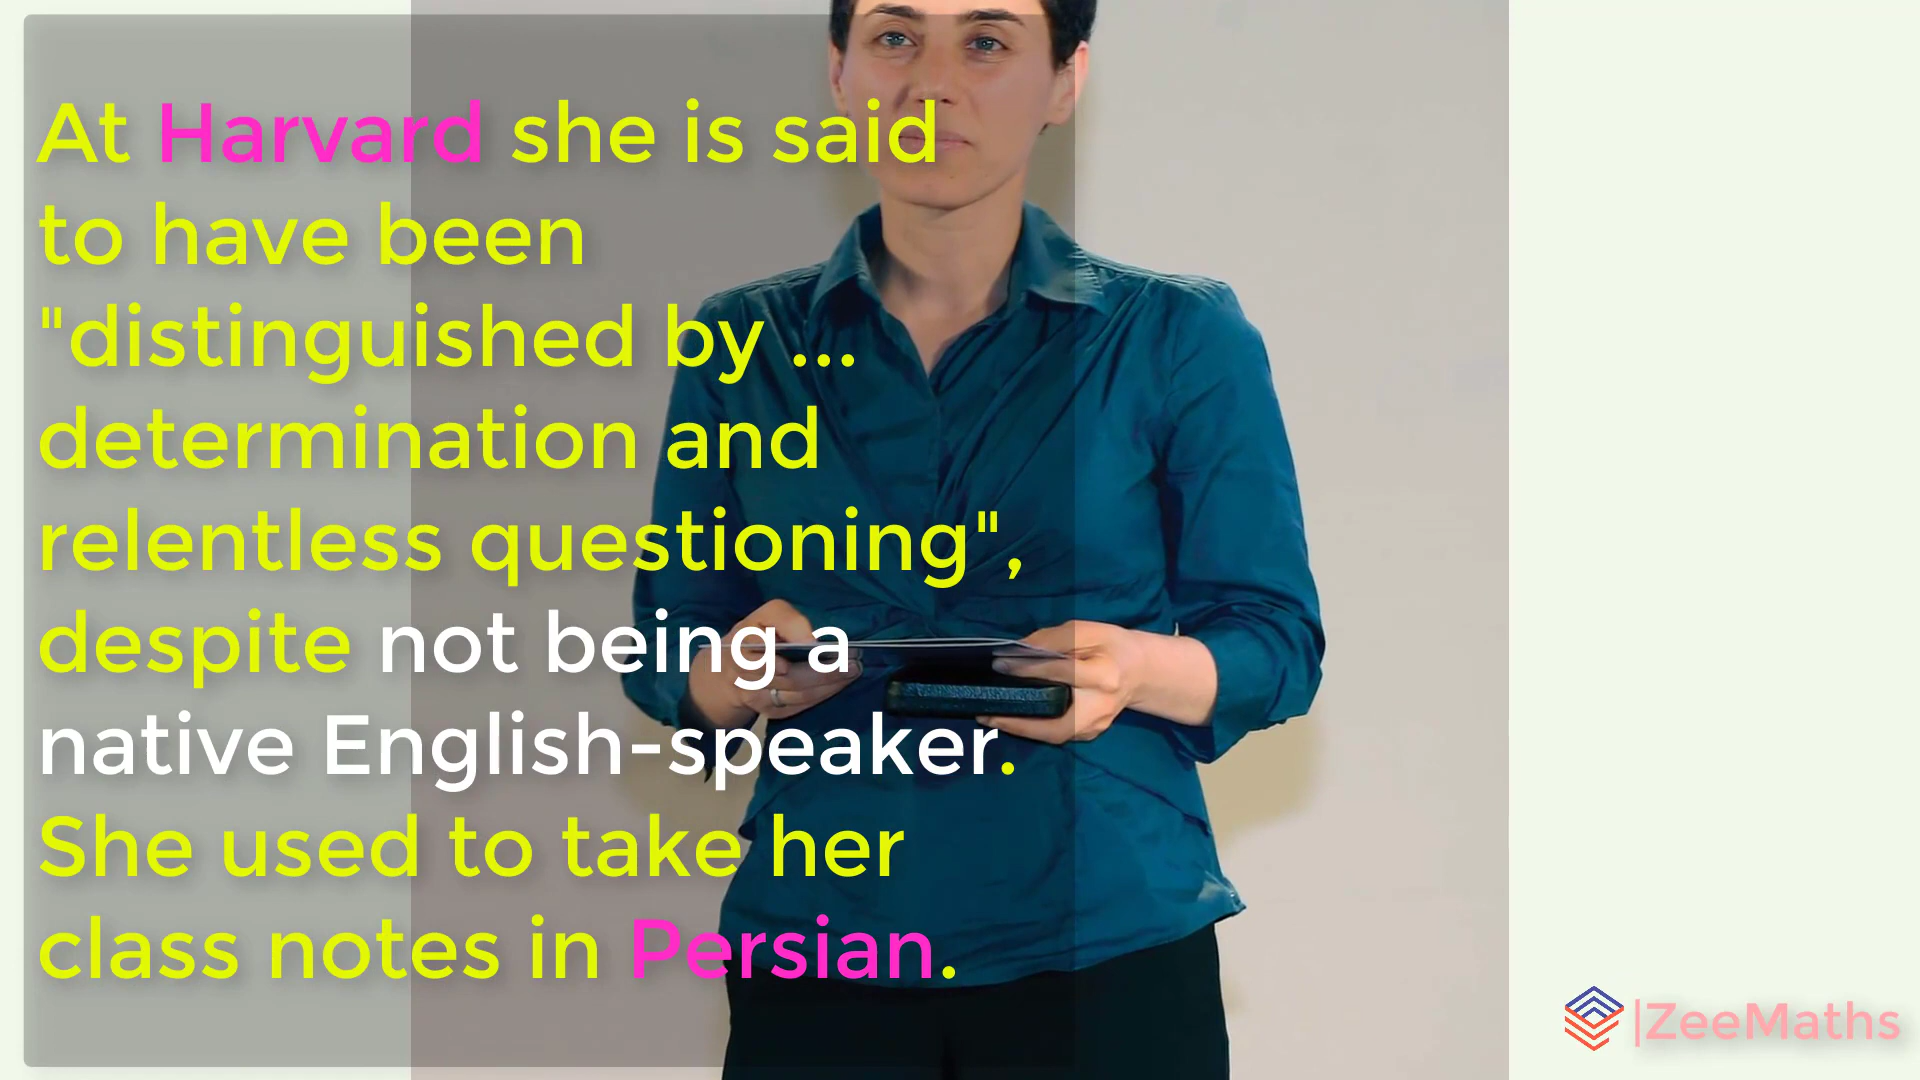 At Harvard she is said
to have been
"distinguished by ...
determination and
relentless questioning",
despite not being a
native English-speaker.
She used to take her
class notes in Persian.
|ZeeMaths